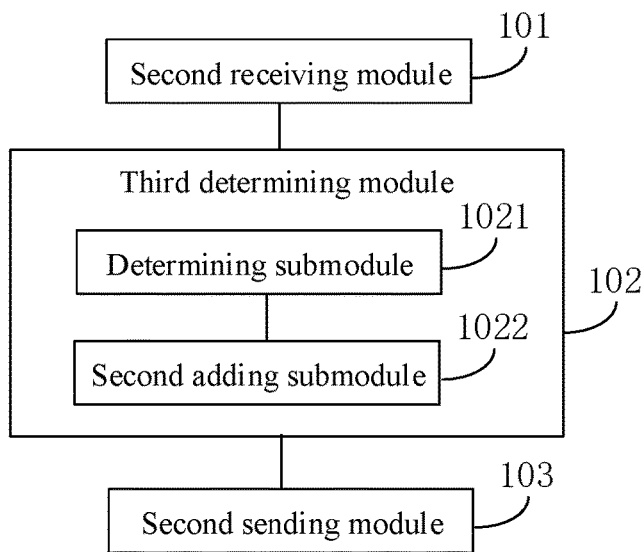 101
Second receiving module
Third determining module
1021
Determining submodule
102
1022
Second adding submodule
103
Second sending module